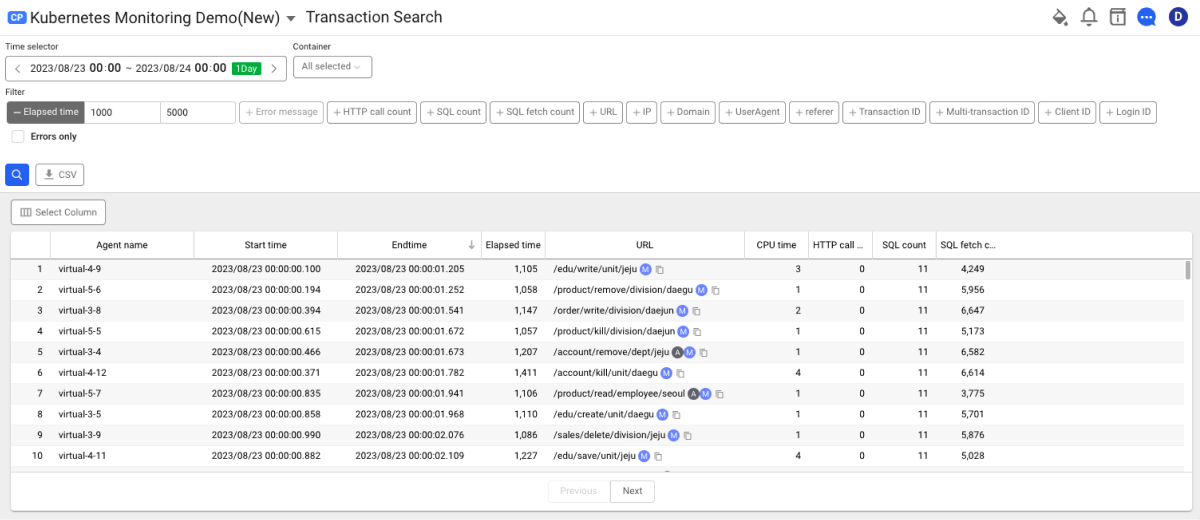 CP Kubernetes Monitoring Demo(New) Transaction Search D
Time selector Container
2023/08/23 00:00 ~ 2023/08/24 00:00 1Day All selected
Filter
− Elapsed time 1000 5000 + Error message + HTTP call count + SQL count + SQL fetch count + URL + IP + Domain + UserAgent + referer + Transaction ID + Multi-transaction ID + Client ID + Login ID
Errors only
CSV
Select Column
Agent name Start time Endtime ↓ Elapsed time URL CPU time HTTP call ... SQL count SQL fetch c...
1 virtual-4-9 2023/08/23 00:00:00.100 2023/08/23 00:00:01.205 1,105 /edu/write/unit/jeju M 3 0 11 4,249
2 virtual-5-6 2023/08/23 00:00:00.194 2023/08/23 00:00:01.252 1,058 /product/remove/division/daegu M 1 0 11 5,956
3 virtual-3-8 2023/08/23 00:00:00.394 2023/08/23 00:00:01.541 1,147 /order/write/division/daejun M 2 0 11 6,647
4 virtual-5-5 2023/08/23 00:00:00.615 2023/08/23 00:00:01.672 1,057 /product/kill/division/daejun M 1 0 11 5,173
5 virtual-3-4 2023/08/23 00:00:00.466 2023/08/23 00:00:01.673 1,207 /account/remove/dept/jeju A M 1 0 11 6,582
6 virtual-4-12 2023/08/23 00:00:00.371 2023/08/23 00:00:01.782 1,411 /account/kill/unit/daegu M 4 0 11 6,614
7 virtual-5-7 2023/08/23 00:00:00.835 2023/08/23 00:00:01.941 1,106 /product/read/employee/seoul A M 1 0 11 3,775
8 virtual-3-5 2023/08/23 00:00:00.858 2023/08/23 00:00:01.968 1,110 /edu/create/unit/daegu M 1 0 11 5,701
9 virtual-3-9 2023/08/23 00:00:00.990 2023/08/23 00:00:02.076 1,086 /sales/delete/division/jeju M 1 0 11 5,876
10 virtual-4-11 2023/08/23 00:00:00.882 2023/08/23 00:00:02.109 1,227 /edu/save/unit/jeju M 4 0 11 5,028
Previous Next